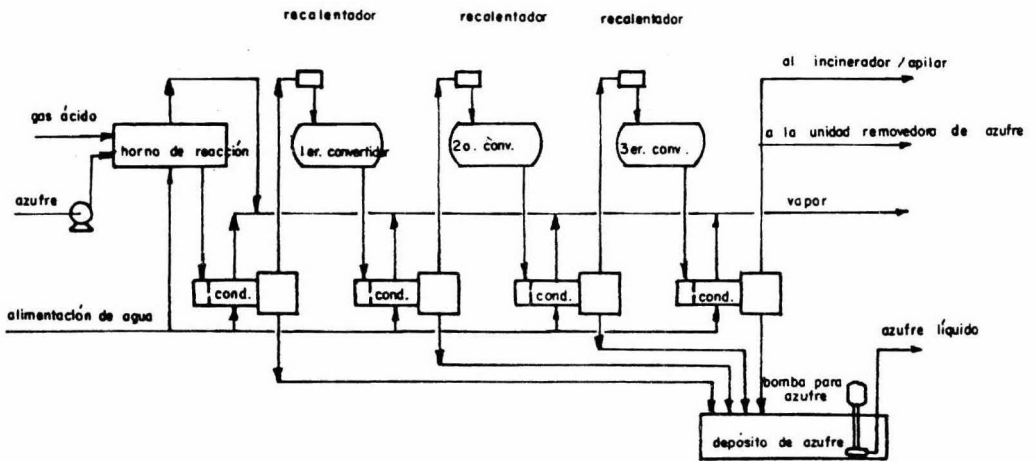 recalentador
recalentador
recalentador
al incinerador /apilar
gas ácido
horno de reacción
1er. convertidor
2o. conv.
3er. conv.
a la unidad removedora de azufre
azufre
vapor
cond.
cond.
cond.
cond.
alimentación de agua
azufre líquido
bomba para
azufre
depósito de azufre